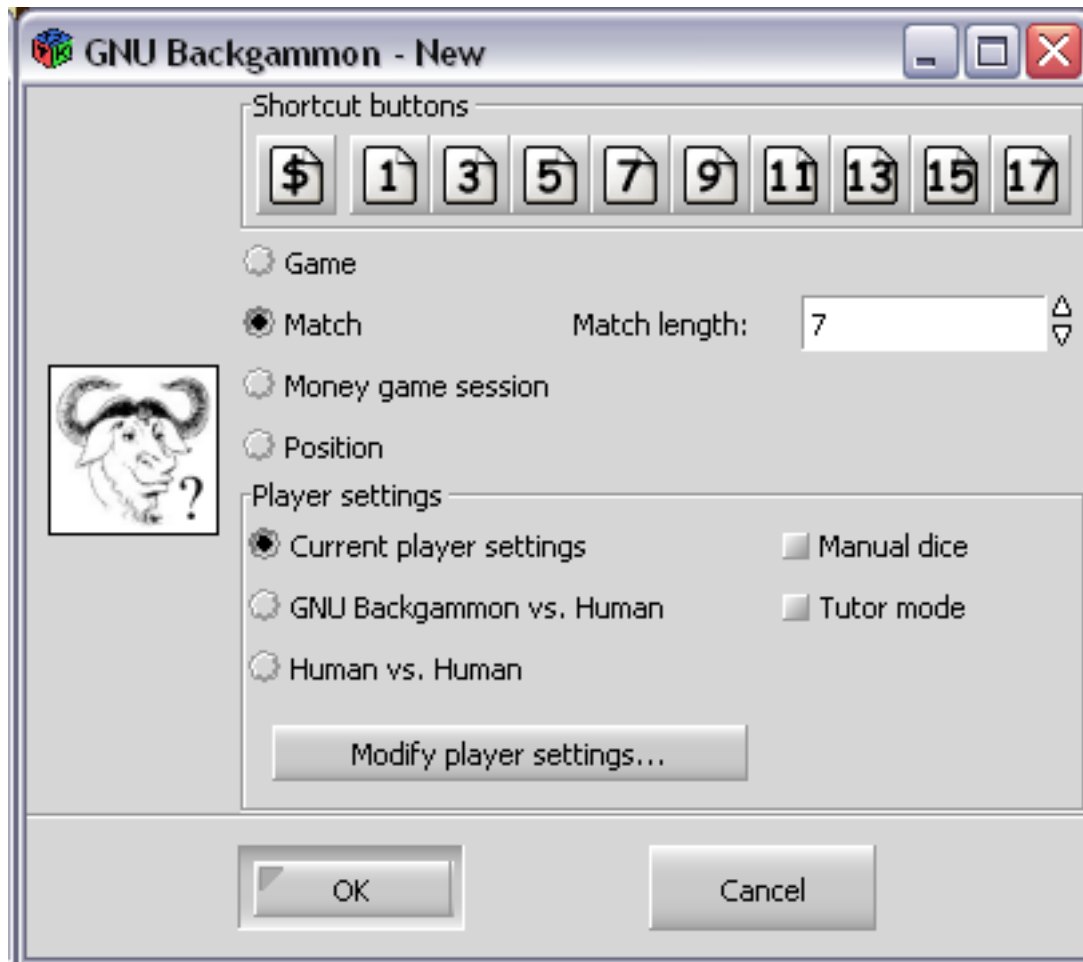 GNU Backgammon - New
Shortcut buttons
$ 1 3 5 7 9 11 13 15 17
Game
Match Match length: 7
Money game session
Position
?
Player settings
Current player settings Manual dice
GNU Backgammon vs. Human Tutor mode
Human vs. Human
Modify player settings...
OK Cancel